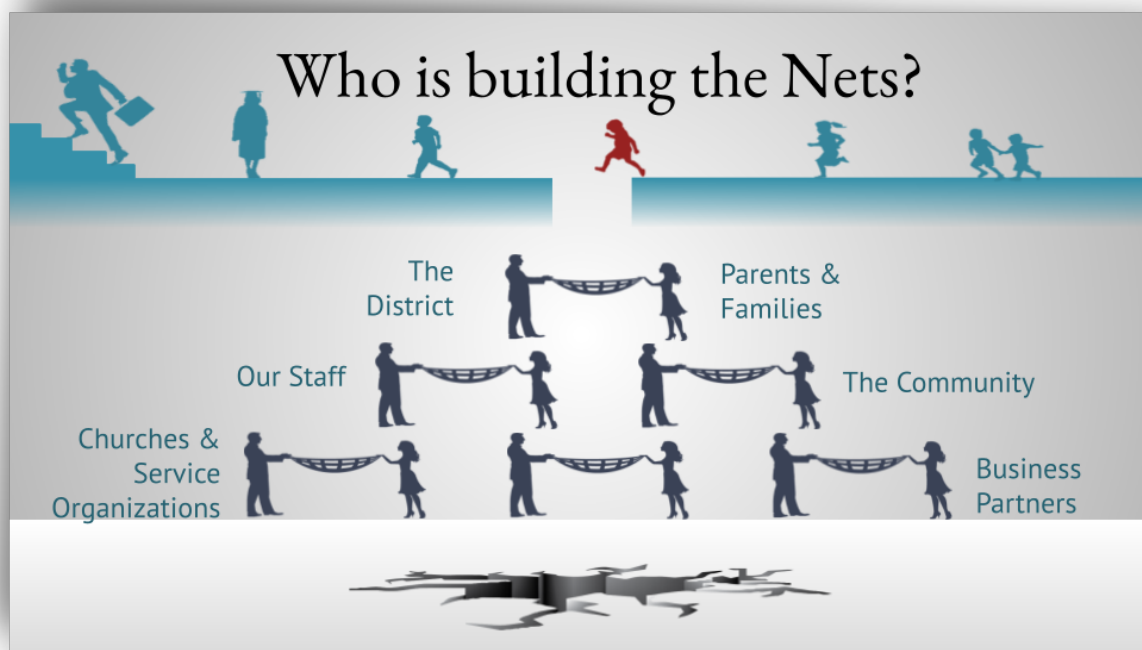 Who is building the Nets?
The
District
Parents &
Families
Our Staff
The Community
Churches &
Service
Organizations
Business
Partners